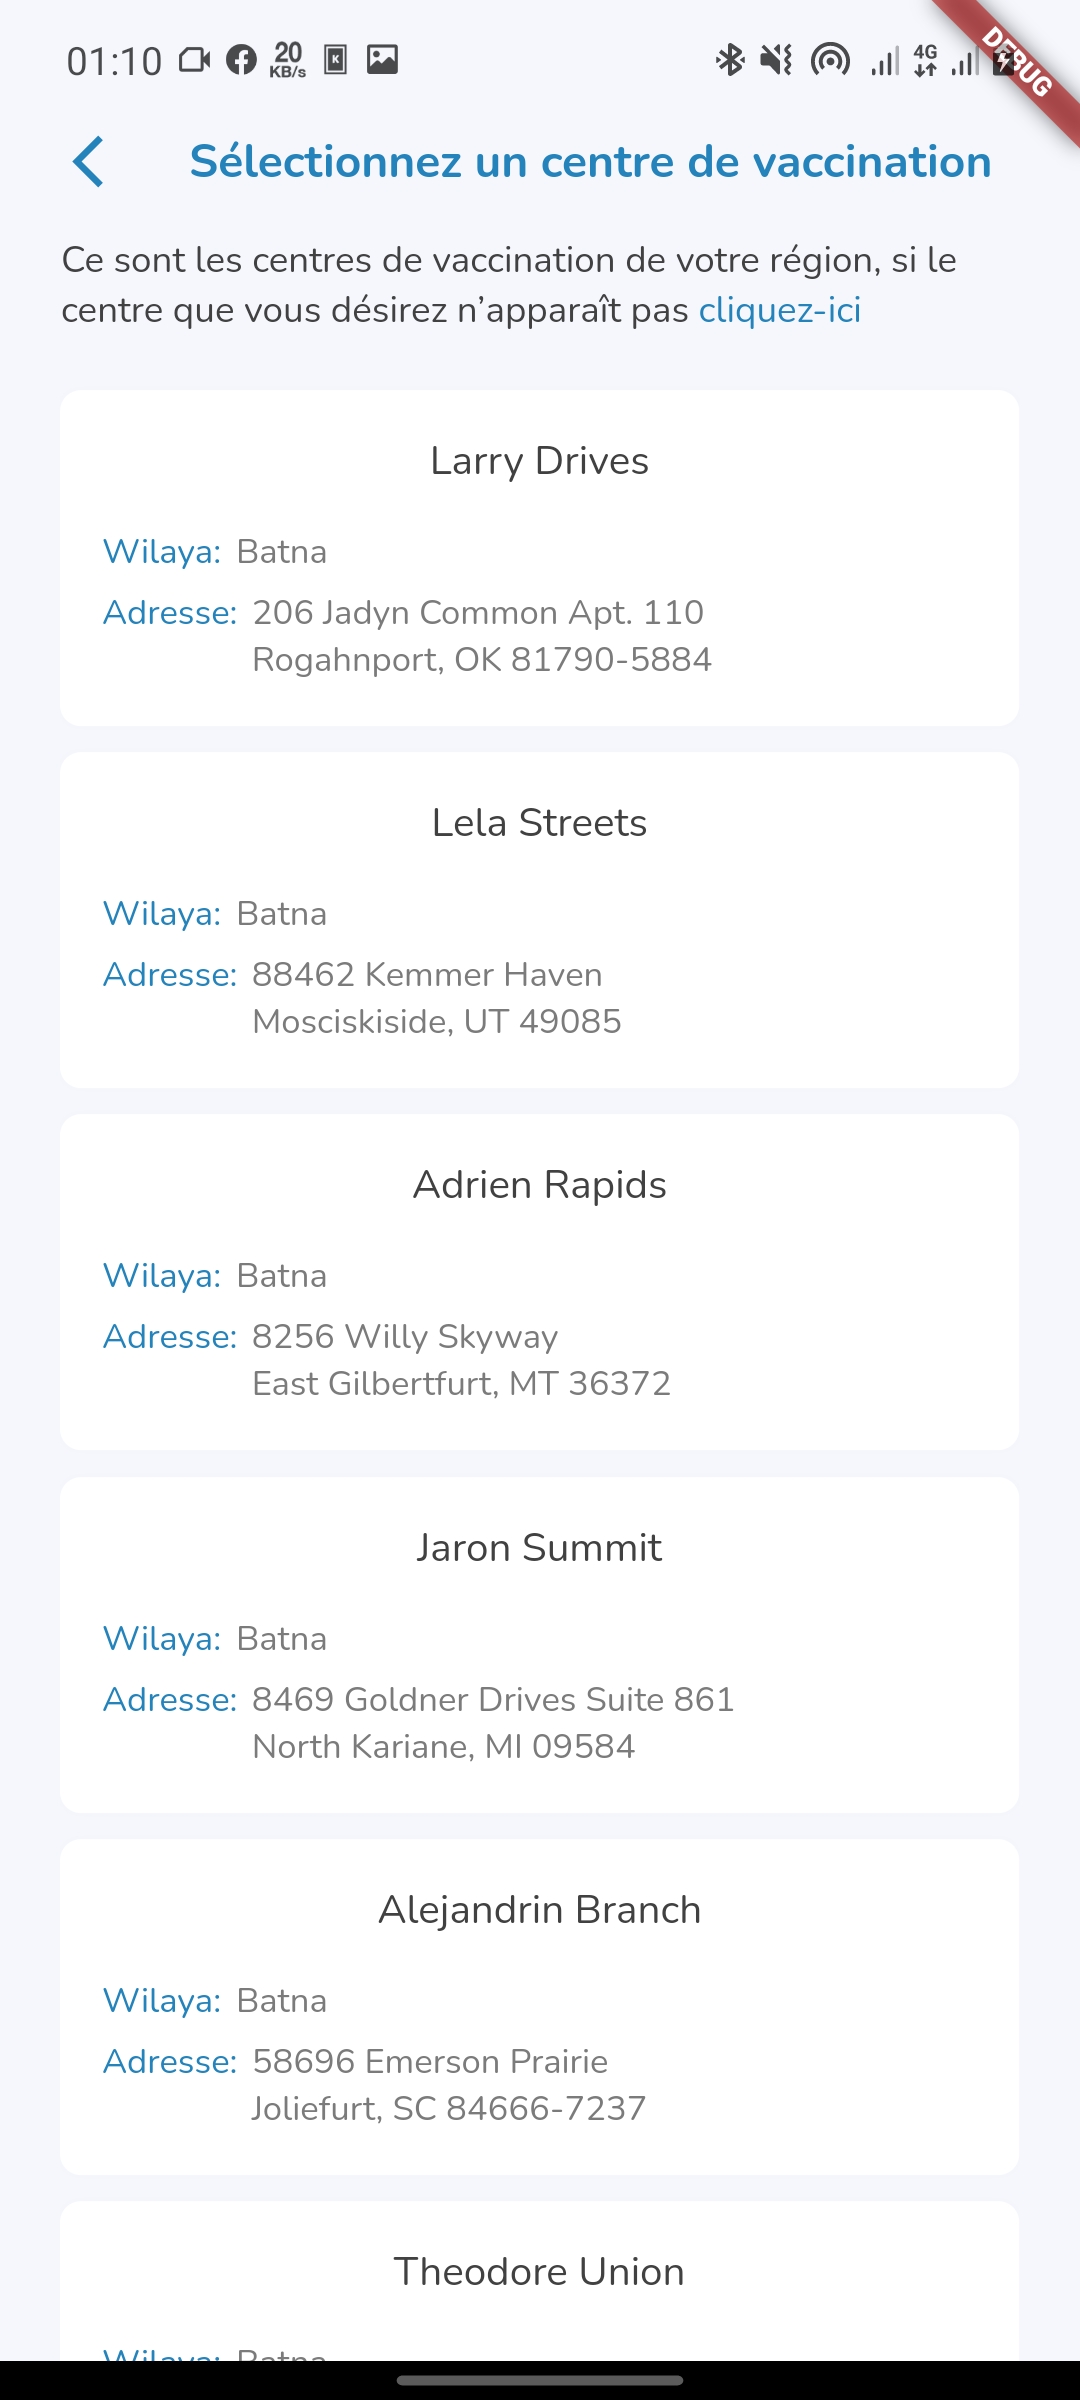 01:10 20 KB/s K 4G
DEBUG
Sélectionnez un centre de vaccination
Ce sont les centres de vaccination de votre région, si le
centre que vous désirez n’apparaît pas cliquez-ici
Larry Drives
Wilaya: Batna
Adresse: 206 Jadyn Common Apt. 110
Rogahnport, OK 81790-5884
Lela Streets
Wilaya: Batna
Adresse: 88462 Kemmer Haven
Mosciskiside, UT 49085
Adrien Rapids
Wilaya: Batna
Adresse: 8256 Willy Skyway
East Gilbertfurt, MT 36372
Jaron Summit
Wilaya: Batna
Adresse: 8469 Goldner Drives Suite 861
North Kariane, MI 09584
Alejandrin Branch
Wilaya: Batna
Adresse: 58696 Emerson Prairie
Joliefurt, SC 84666-7237
Theodore Union
Wilaya: Batna